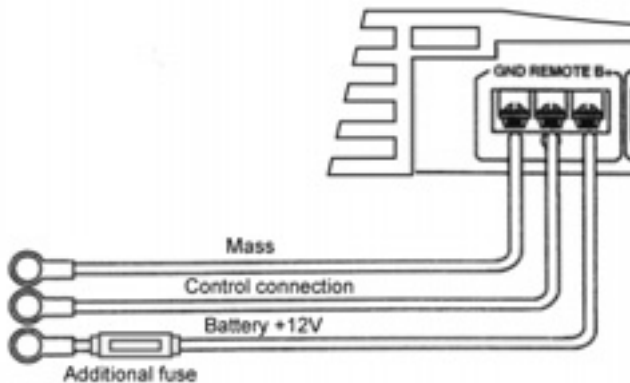 GND REMOTE B+
Mass
Control connection
Battery +12V
Additional fuse